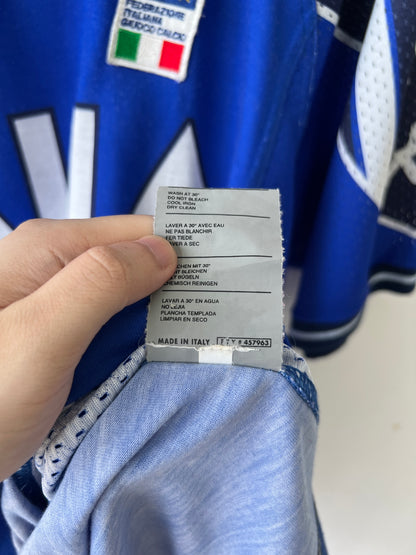 FEDERAZIONE
ITALIANA
GIUOCO CALCIO
WASH AT 30°
DO NOT BLEACH
COOL IRON
DRY CLEAN
LAVER A 30° AVEC EAU
NE PAS BLANCHIR
FER TIEDE
LAVER A SEC
MIT 30°
BLEICHEN
BÜGELN
CHEMISCH REINIGEN
LAVAR A 30° EN AGUA
NO
PLANCHA TEMPLADA
LIMPIAR EN SECO
MADE IN ITALY # 457963